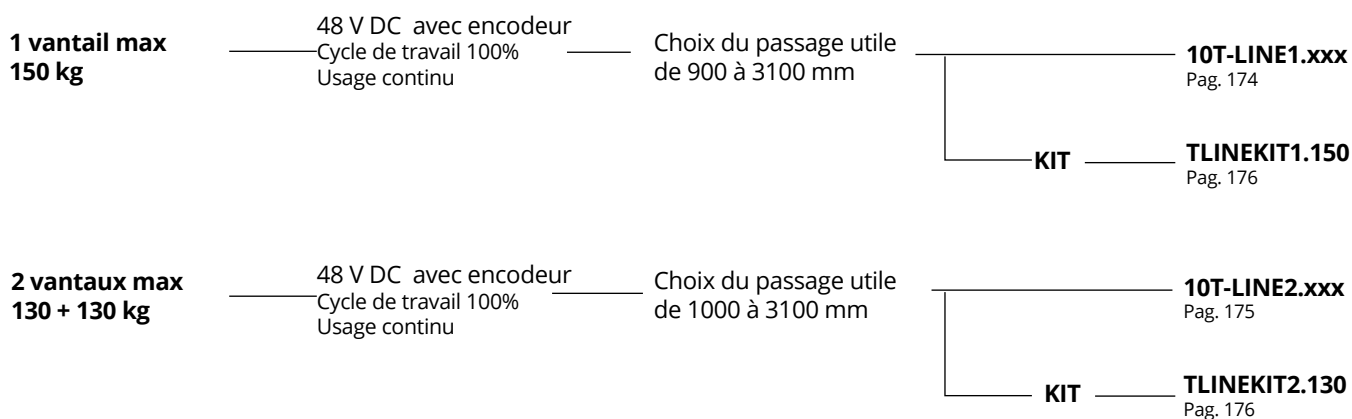 1 vantail max
150 kg
48 V DC avec encodeur
Cycle de travail 100%
Usage continu
Choix du passage utile
de 900 à 3100 mm
10T-LINE1.xxx
Pag. 174
KIT
TLINEKIT1.150
Pag. 176
2 vantaux max
130 + 130 kg
48 V DC avec encodeur
Cycle de travail 100%
Usage continu
Choix du passage utile
de 1000 à 3100 mm
10T-LINE2.xxx
Pag. 175
KIT
TLINEKIT2.130
Pag. 176